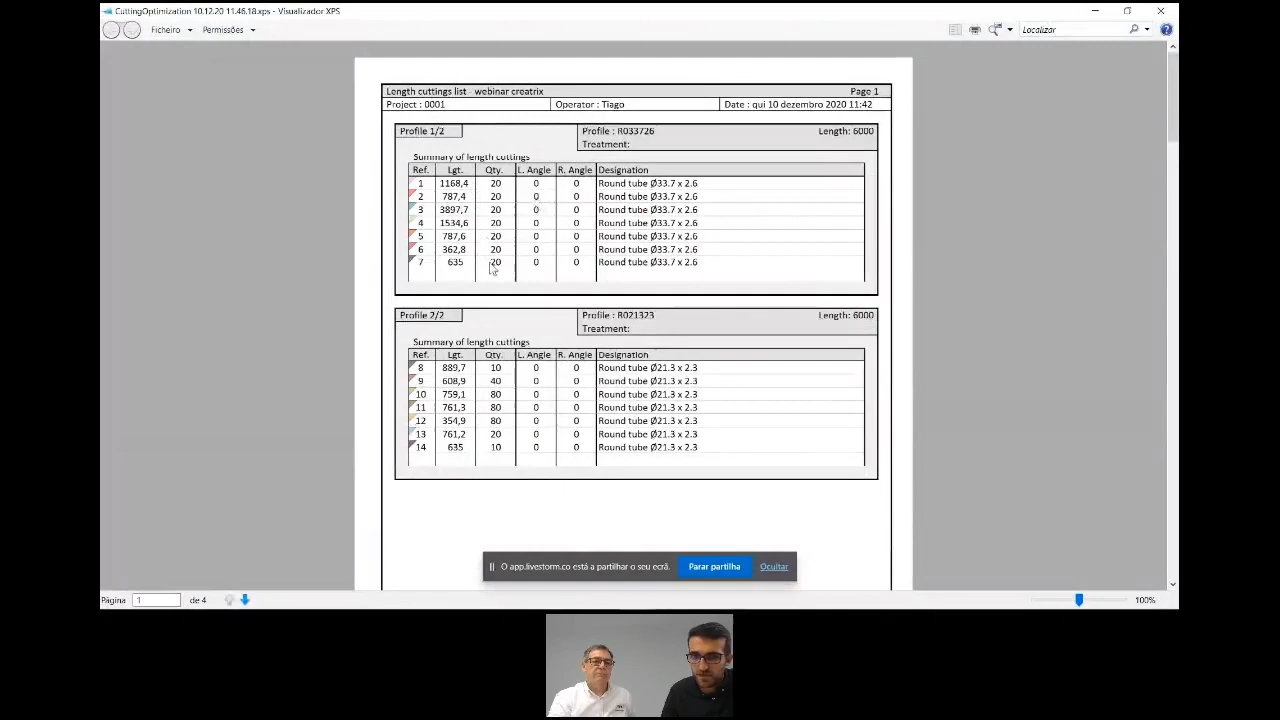 CuttingOptimization 10.12.20 11.46.18.xps - Visualizador XPS
Ficheiro Permissões Localizar
Length cuttings list - webinar creatrix Page 1
Project : 0001 Operator : Tiago Date : qui 10 dezembro 2020 11:42
Profile 1/2 Profile : R033726 Length: 6000
Treatment:
Summary of length cuttings
Ref. Lgt. Qty. L. Angle R. Angle Designation
1 1168,4 20 0 0 Round tube Ø33.7 x 2.6
2 787,4 20 0 0 Round tube Ø33.7 x 2.6
3 3897,7 20 0 0 Round tube Ø33.7 x 2.6
4 1534,6 20 0 0 Round tube Ø33.7 x 2.6
5 787,6 20 0 0 Round tube Ø33.7 x 2.6
6 362,8 20 0 0 Round tube Ø33.7 x 2.6
7 635 20 0 0 Round tube Ø33.7 x 2.6
Profile 2/2 Profile : R021323 Length: 6000
Treatment:
Summary of length cuttings
Ref. Lgt. Qty. L. Angle R. Angle Designation
8 889,7 10 0 0 Round tube Ø21.3 x 2.3
9 608,9 40 0 0 Round tube Ø21.3 x 2.3
10 759,1 80 0 0 Round tube Ø21.3 x 2.3
11 761,3 80 0 0 Round tube Ø21.3 x 2.3
12 354,9 80 0 0 Round tube Ø21.3 x 2.3
13 761,2 20 0 0 Round tube Ø21.3 x 2.3
14 635 10 0 0 Round tube Ø21.3 x 2.3
O app.livestorm.co está a partilhar o seu ecrã. Parar partilha Ocultar
Página 1 de 4 100%